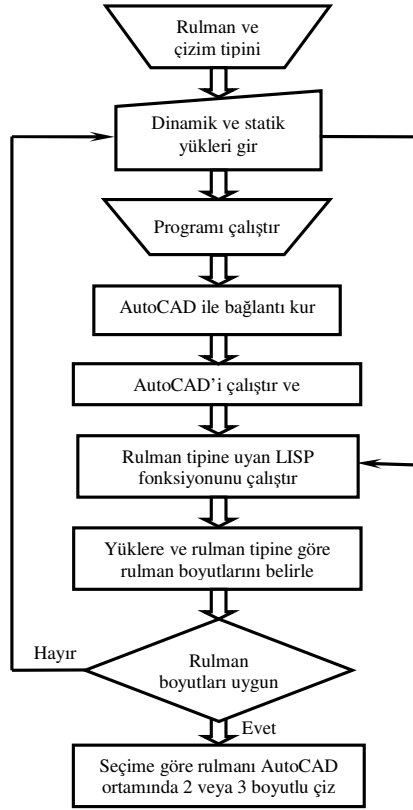 Rulman ve
çizim tipini
Dinamik ve statik
yükleri gir
Programı çalıştır
AutoCAD ile bağlantı kur
AutoCAD’i çalıştır ve
Rulman tipine uyan LISP
fonksiyonunu çalıştır
Yüklere ve rulman tipine göre
rulman boyutlarını belirle
Hayır
Rulman
boyutları uygun
Evet
Seçime göre rulmanı AutoCAD
ortamında 2 veya 3 boyutlu çiz